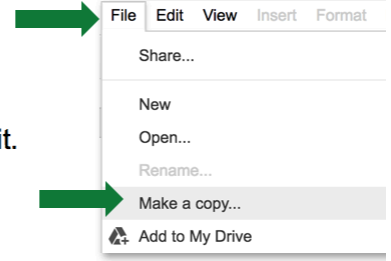 File Edit View Insert Format
Share...
New
Open...
it.
Rename...
Make a copy...
Add to My Drive